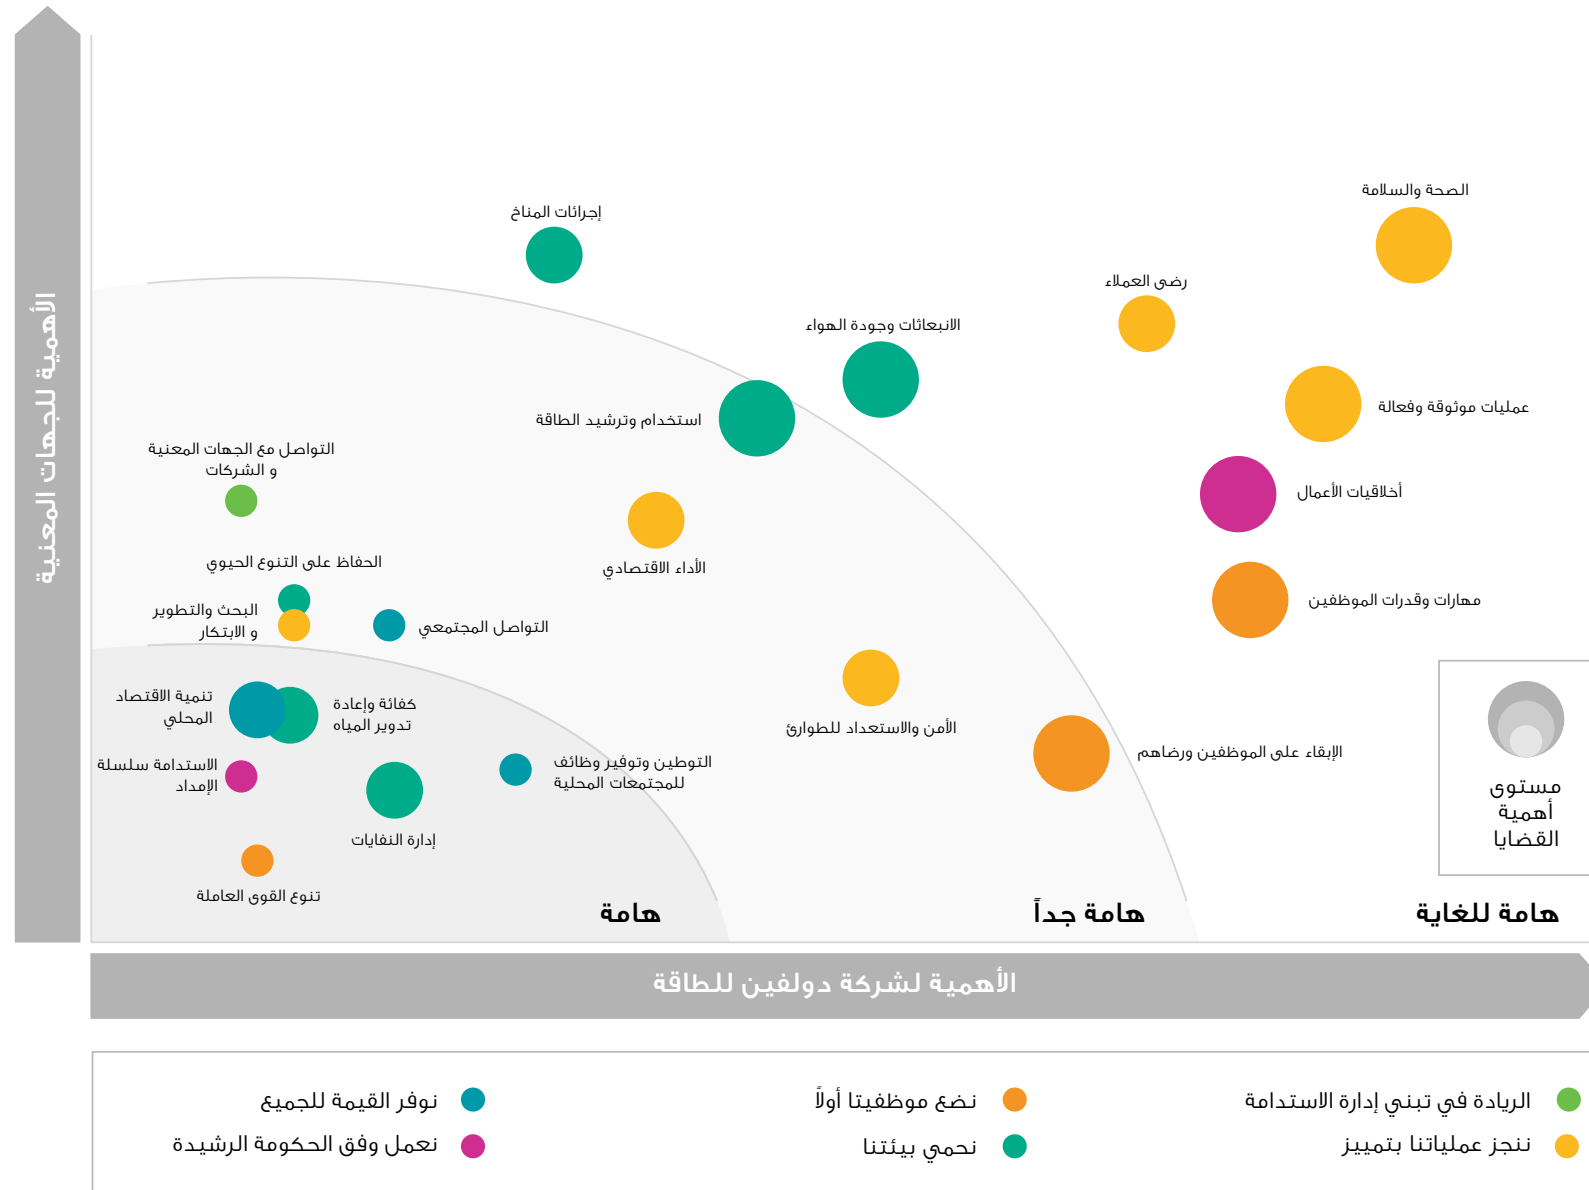 الأهمية للجهات المعنية
الصحة والسلامة
إجرائات المناخ
رضى العملاء
الانبعاثات وجودة الهواء
عمليات موثوقة وفعالة
استخدام وترشيد الطاقة
التواصل مع الجهات المعنية
و الشركات
أخلاقيات الأعمال
الحفاظ على التنوع الحيوي
الأداء الاقتصادي
مهارات وقدرات الموظفين
البحث والتطوير
و الابتكار
التواصل المجتمعي
تنمية الاقتصاد
المحلي
كفائة وإعادة
تدوير المياه
الأمن والاستعداد للطوارئ
الإبقاء على الموظفين ورضاهم
الاستدامة سلسلة
الإمداد
التوطين وتوفير وظائف
للمجتمعات المحلية
إدارة النفايات
تنوع القوى العاملة
مستوى
أهمية
القضايا
هامة للغاية
هامة جداً
هامة
الأهمية لشركة دولفين للطاقة
الريادة في تبني إدارة الاستدامة
نضع موظفيتا أولاً
نوفر القيمة للجميع
ننجز عملياتنا بتمييز
نحمي بيئتنا
نعمل وفق الحكومة الرشيدة